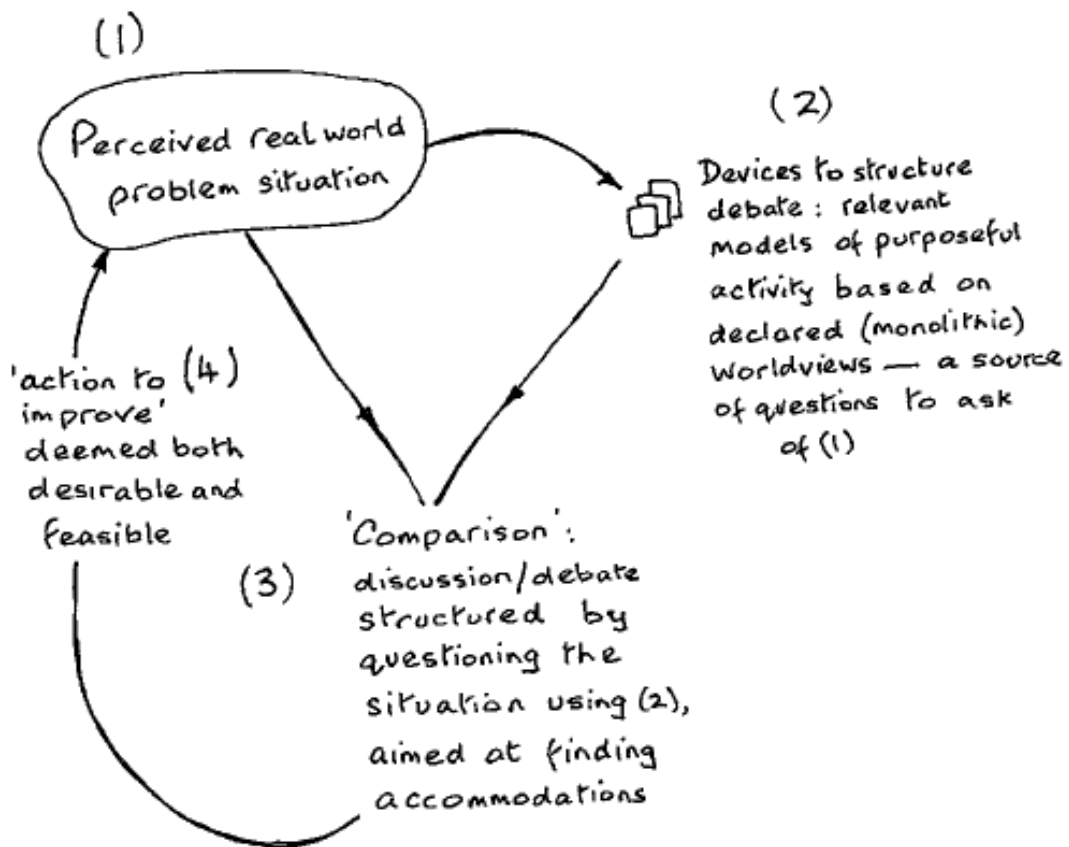 (1)
Perceived real world
problem situation
(2)
Devices to structure
debate : relevant
models of purposeful
activity based on
declared (monolithic)
worldviews — a source
of questions to ask
of (1)
(3)
'Comparison':
discussion/debate
structured by
questioning the
situation using (2),
aimed at finding
accommodations
'action to (4)
improve'
deemed both
desirable and
feasible